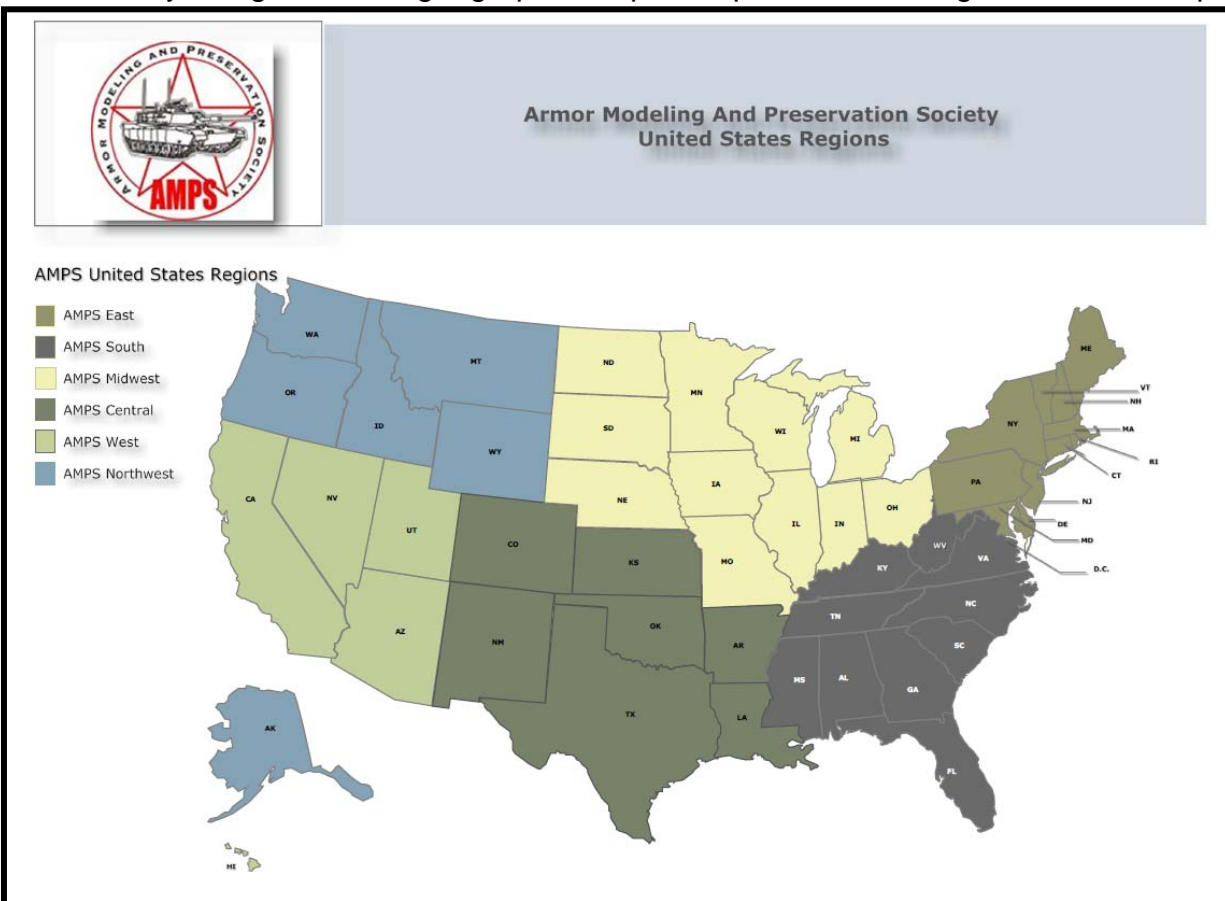 ARMOR MODELING AND PRESERVATION SOCIETY
AMPS
Armor Modeling And Preservation Society
United States Regions
AMPS United States Regions
AMPS East
AMPS South
AMPS Midwest
AMPS Central
AMPS West
AMPS Northwest
WA
MT
ND
MN
ME
VT
NH
OR
ID
WY
SD
WI
MI
NY
MA
RI
CT
CA
NV
UT
NE
IA
IL
IN
OH
PA
NJ
DE
MD
D.C.
CO
KS
MO
KY
WV
VA
AZ
NM
OK
AR
TN
NC
SC
TX
LA
MS
AL
GA
FL
AK
HI